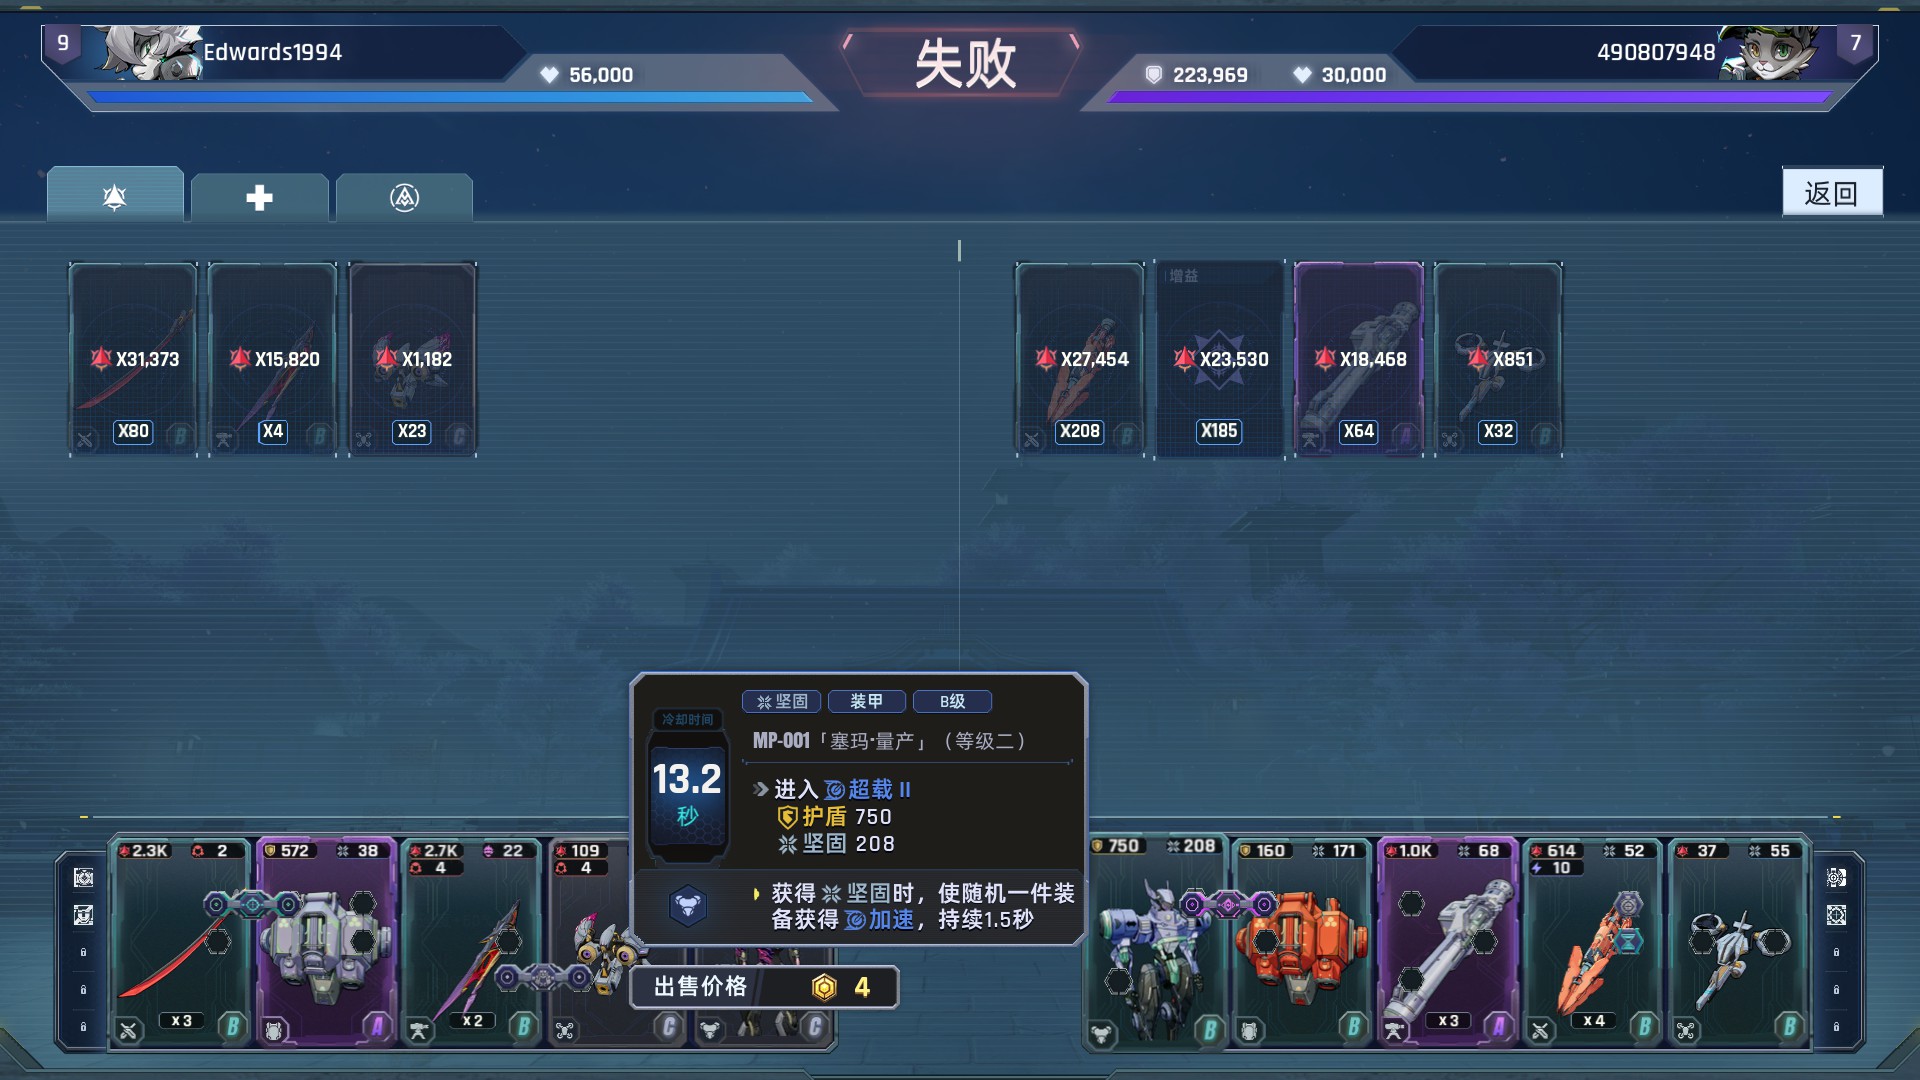 9
Edwards1994
56,000
失败
223,969
30,000
490807948
7
返回
X31,373
X80
B
X15,820
X4
B
X1,182
X23
C
X27,454
X208
B
增益
X23,530
X185
X18,468
X64
A
X851
X32
B
坚固
装甲
B级
冷却时间
13.2
秒
MP-001「塞玛·量产」（等级二）
进入超载 II
护盾 750
坚固 208
获得坚固时，使随机一件装
备获得加速，持续1.5秒
出售价格
4
2.3K
2
x3
B
572
38
A
2.7K
22
4
x2
B
109
4
C
C
750
208
B
160
171
B
1.0K
68
x3
A
614
52
10
x4
B
37
55
B